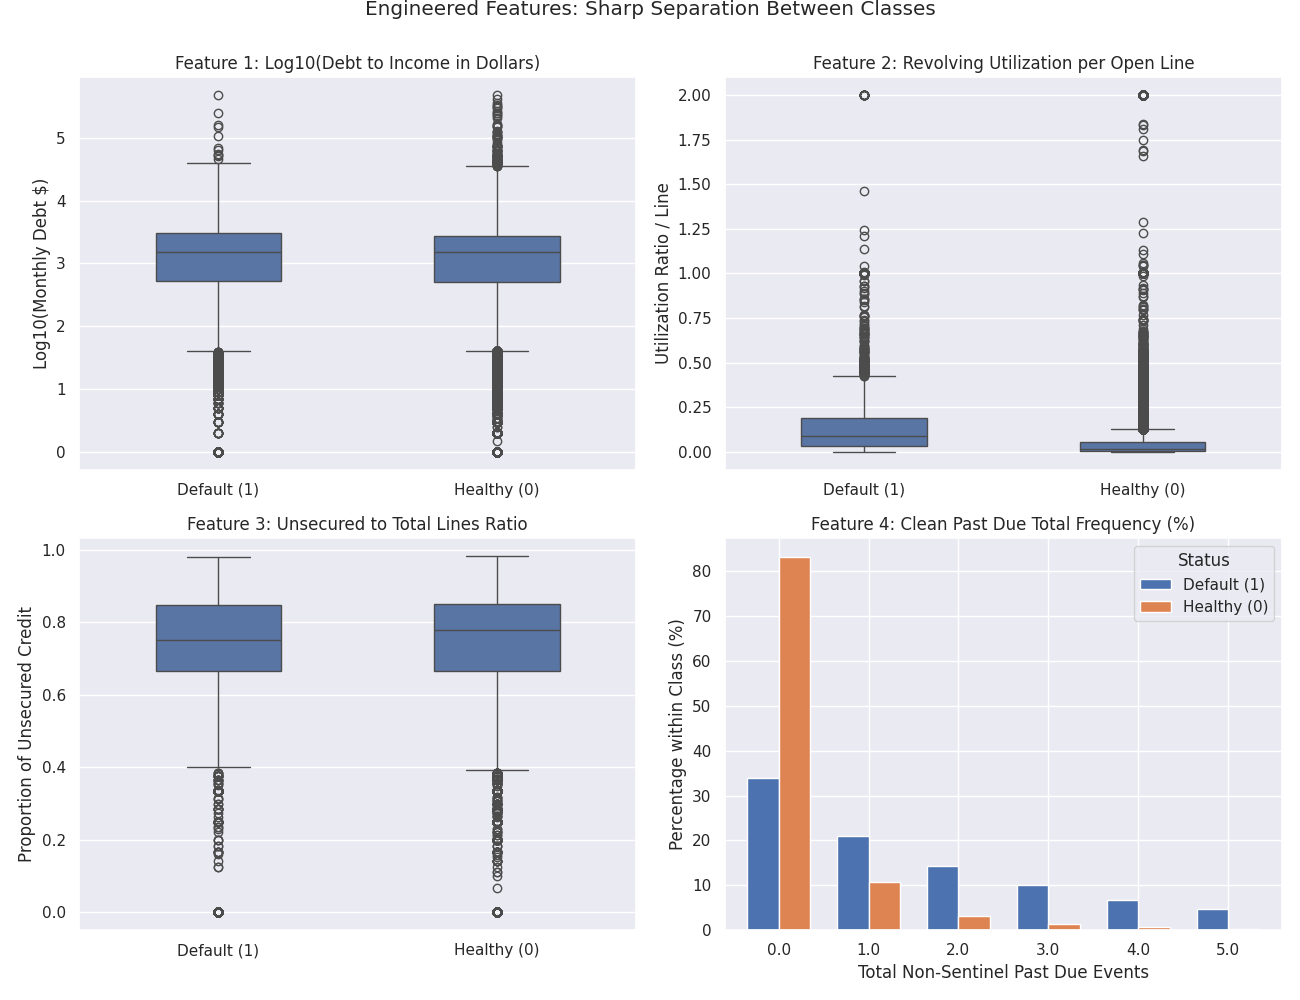 Engineered Features: Sharp Separation Between Classes
Feature 1: Log10(Debt to Income in Dollars)
Log10(Monthly Debt $)
5
4
3
2
1
0
Default (1)
Healthy (0)
Feature 2: Revolving Utilization per Open Line
Utilization Ratio / Line
2.00
1.75
1.50
1.25
1.00
0.75
0.50
0.25
0.00
Default (1)
Healthy (0)
Feature 3: Unsecured to Total Lines Ratio
Proportion of Unsecured Credit
1.0
0.8
0.6
0.4
0.2
0.0
Default (1)
Healthy (0)
Feature 4: Clean Past Due Total Frequency (%)
Percentage within Class (%)
80
70
60
50
40
30
20
10
0
Status
Default (1)
Healthy (0)
0.0
1.0
2.0
3.0
4.0
5.0
Total Non-Sentinel Past Due Events